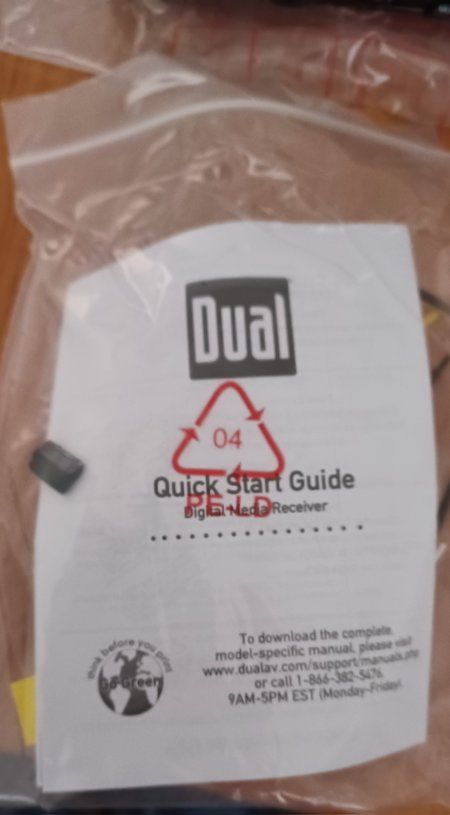 Dual
04
PE-LD
Quick Start Guide
Digital Media Receiver
think before you print
Go Green
To download the complete,
model-specific manual, please visit
www.dualav.com/support/manuals.php
or call 1-866-382-5476,
9AM-5PM EST (Monday-Friday).